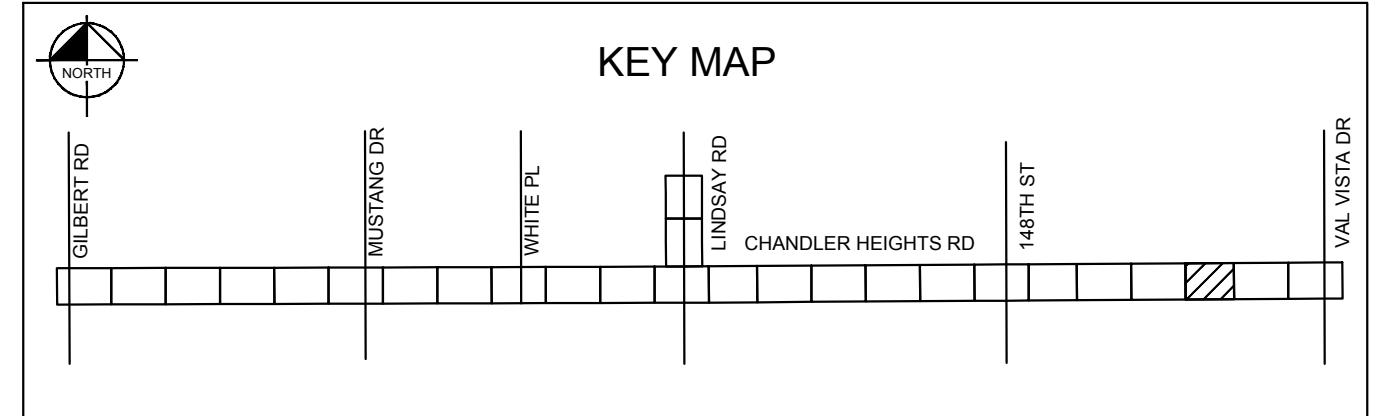 KEY MAP
NORTH
GILBERT RD
MUSTANG DR
WHITE PL
LINDSAY RD
CHANDLER HEIGHTS RD
148TH ST
VAL VISTA DR